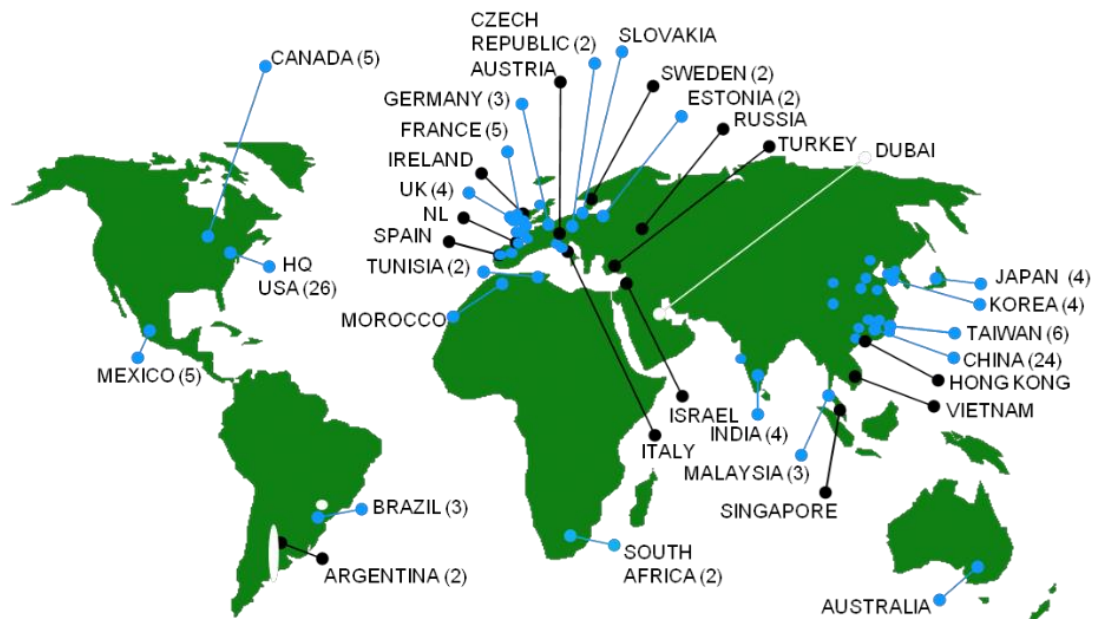 CANADA (5)
HQ
USA (26)
MEXICO (5)
BRAZIL (3)
ARGENTINA (2)
CZECH
REPUBLIC (2)
AUSTRIA
SLOVAKIA
SWEDEN (2)
GERMANY (3)
ESTONIA (2)
FRANCE (5)
RUSSIA
IRELAND
TURKEY
DUBAI
UK (4)
NL
SPAIN
TUNISIA (2)
MOROCCO
ISRAEL
ITALY
SOUTH
AFRICA (2)
JAPAN (4)
KOREA (4)
TAIWAN (6)
CHINA (24)
HONG KONG
VIETNAM
INDIA (4)
MALAYSIA (3)
SINGAPORE
AUSTRALIA